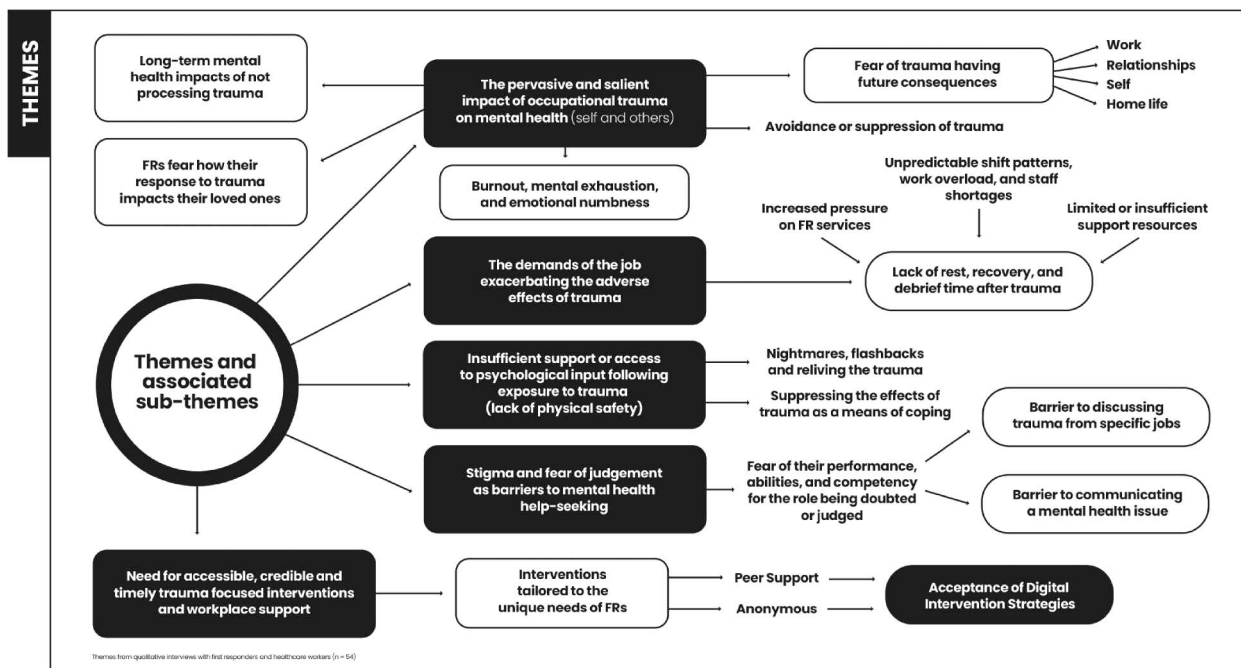 THEMES
Long-term mental
health impacts of not
processing trauma
FRs fear how their
response to trauma
impacts their loved ones
The pervasive and salient
impact of occupational trauma
on mental health (self and others)
Burnout, mental exhaustion,
and emotional numbness
Fear of trauma having
future consequences
Work
Relationships
Self
Home life
Avoidance or suppression of trauma
Unpredictable shift patterns,
work overload, and staff
shortages
Increased pressure
on FR services
Limited or insufficient
support resources
The demands of the job
exacerbating the adverse
effects of trauma
Lack of rest, recovery, and
debrief time after trauma
Themes and
associated
sub-themes
Insufficient support or access
to psychological input following
exposure to trauma
(lack of physical safety)
Nightmares, flashbacks
and reliving the trauma
Suppressing the effects of
trauma as a means of coping
Stigma and fear of judgement
as barriers to mental health
help-seeking
Fear of their performance,
abilities, and competency
for the role being doubted
or judged
Barrier to discussing
trauma from specific jobs
Barrier to communicating
a mental health issue
Need for accessible, credible and
timely trauma focused interventions
and workplace support
Interventions
tailored to the
unique needs of FRs
Peer Support
Anonymous
Acceptance of Digital
Intervention Strategies
Themes from qualitative interviews with first responders and healthcare workers (n = 54)